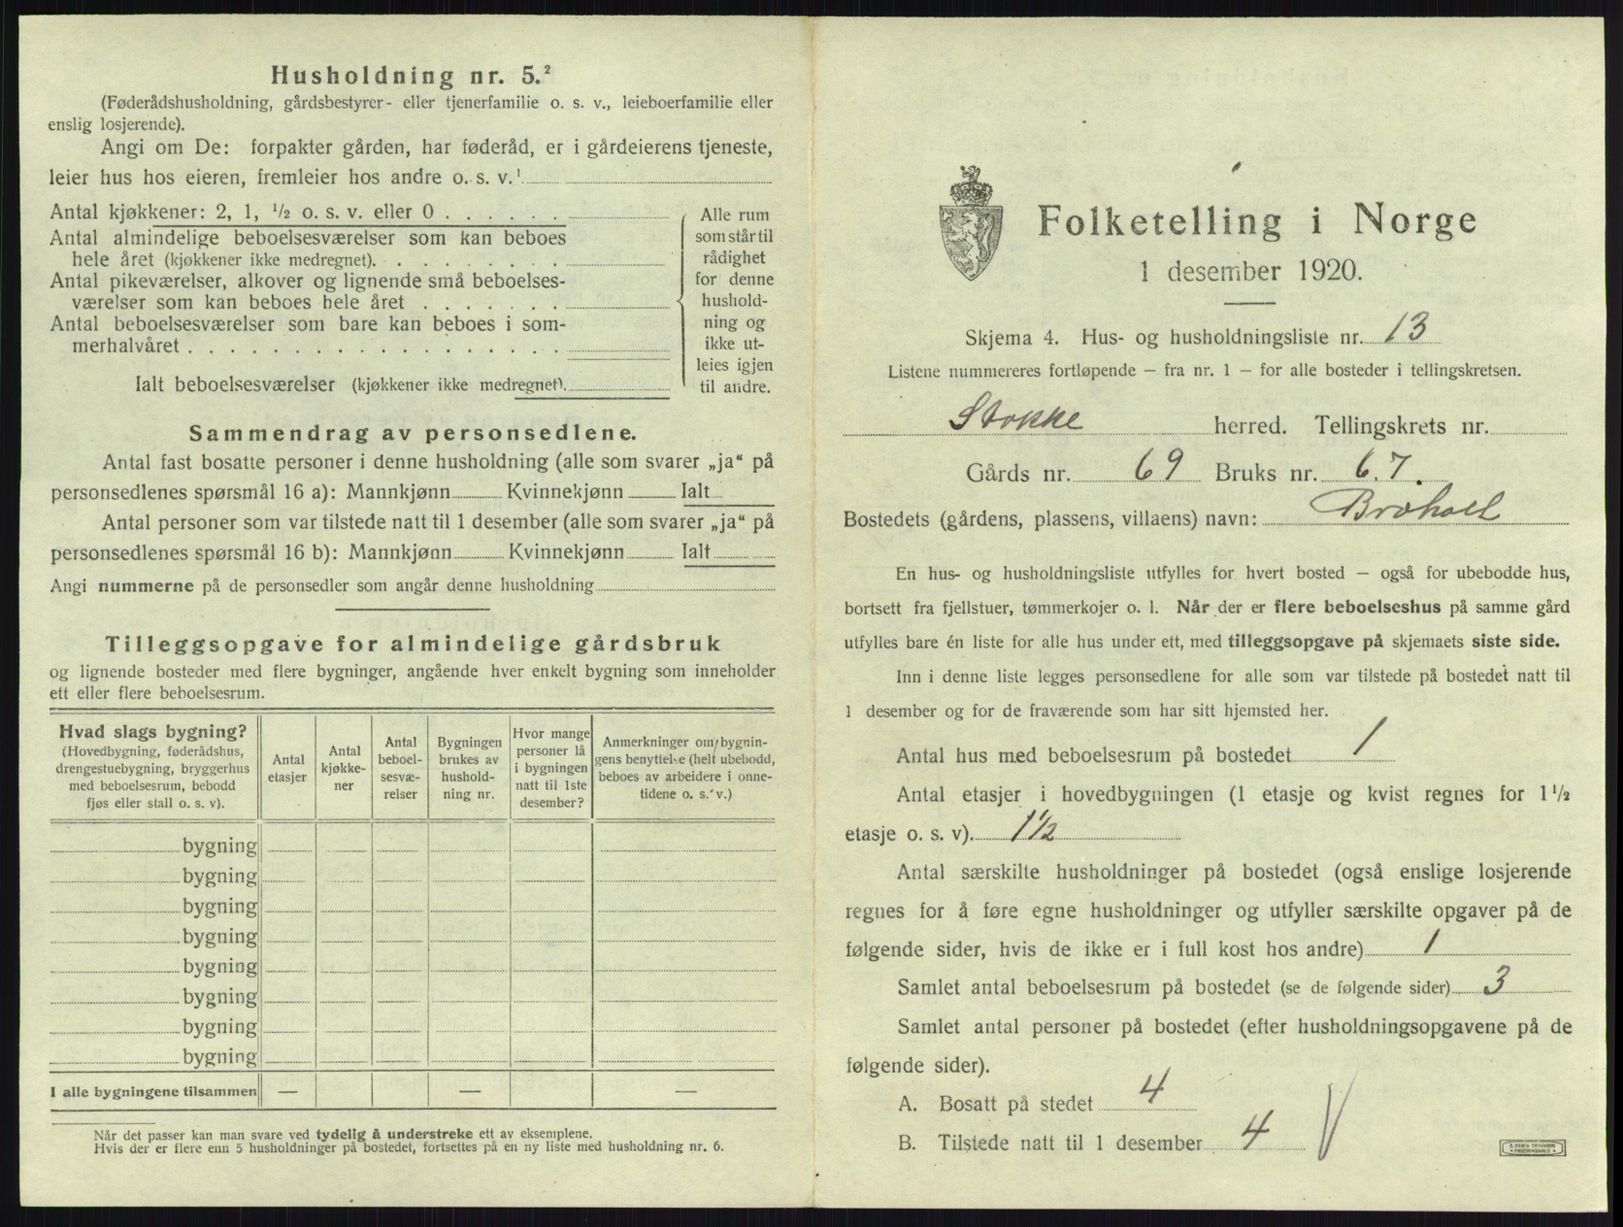 Husholdning nr. 5.²
(Føderådshusholdning, gårdsbestyrer- eller tjenerfamilie o. s. v., leieboerfamilie eller
enslig losjerende).
Angi om De: forpakter gården, har føderåd, er i gårdeierens tjeneste,
leier hus hos eieren, fremleier hos andre o. s. v.¹
Antal kjøkkener: 2, 1, ½ o. s. v. eller 0 . . . . . .
Antal almindelige beboelsesværelser som kan beboes
hele året (kjøkkener ikke medregnet). . . . . . . . .
Antal pikeværelser, alkover og lignende små beboelses-
værelser som kan beboes hele året . . . . . . .
Antal beboelsesværelser som bare kan beboes i som-
merhalvåret . . . . . . . . . . . . . . . . . .
Ialt beboelsesværelser (kjøkkener ikke medregnet).
Alle rum
som står til
rådighet
for denne
hushold-
ning og
ikke ut-
leies igjen
til andre.
Sammendrag av personsedlene.
Antal fast bosatte personer i denne husholdning (alle som svarer „ja“ på
personsedlenes spørsmål 16 a): Mannkjønn Kvinnekjønn Ialt
Antal personer som var tilstede natt til 1 desember (alle som svarer „ja“ på
personsedlenes spørsmål 16 b): Mannkjønn Kvinnekjønn Ialt
Angi nummerne på de personsedler som angår denne husholdning
Tilleggsopgave for almindelige gårdsbruk
og lignende bosteder med flere bygninger, angående hver enkelt bygning som inneholder
ett eller flere beboelsesrum.
Hvad slags bygning?
(Hovedbygning, føderådshus,
drengestuebygning, bryggerhus
med beboelsesrum, bebodd
fjøs eller stall o. s. v).
Antal
etasjer
Antal
kjøkke-
ner
Antal
beboel-
sesvæ-
relser
Bygningen
brukes av
hushold-
ning nr.
Hvor mange
personer lå
i bygningen
natt til 1ste
desember?
Anmerkninger om bygnin-
gens benyttelse (helt ubebodd,
beboes av arbeidere i onne-
tidene o. s. v.)
bygning
bygning
bygning
bygning
bygning
bygning
bygning
bygning
I alle bygningene tilsammen — — —
Når det passer kan man svare ved tydelig å understreke ett av eksemplene.
Hvis der er flere enn 5 husholdninger på bostedet, fortsettes på en ny liste med husholdning nr. 6.
Folketelling i Norge
1 desember 1920.
Skjema 4. Hus- og husholdningsliste nr. 13
Listene nummereres fortløpende — fra nr. 1 — for alle bosteder i tellingskretsen.
Stokke herred. Tellingskrets nr.
Gårds nr. 69 Bruks nr. 6.7.
Bostedets (gårdens, plassens, villaens) navn: Broholt
En hus- og husholdningsliste utfylles for hvert bosted — også for ubebodde hus,
bortsett fra fjellstuer, tømmerkojer o. l. Når der er flere beboelseshus på samme gård
utfylles bare én liste for alle hus under ett, med tilleggsopgave på skjemaets siste side.
Inn i denne liste legges personsedlene for alle som var tilstede på bostedet natt til
1 desember og for de fraværende som har sitt hjemsted her.
Antal hus med beboelsesrum på bostedet 1
Antal etasjer i hovedbygningen (1 etasje og kvist regnes for 1 ½
etasje o. s. v). 1½
Antal særskilte husholdninger på bostedet (også enslige losjerende
regnes for å føre egne husholdninger og utfyller særskilte opgaver på de
følgende sider, hvis de ikke er i full kost hos andre) 1
Samlet antal beboelsesrum på bostedet (se de følgende sider) 3
Samlet antal personer på bostedet (efter husholdningsopgavene på de
følgende sider).
A. Bosatt på stedet 4
B. Tilstede natt til 1 desember 4